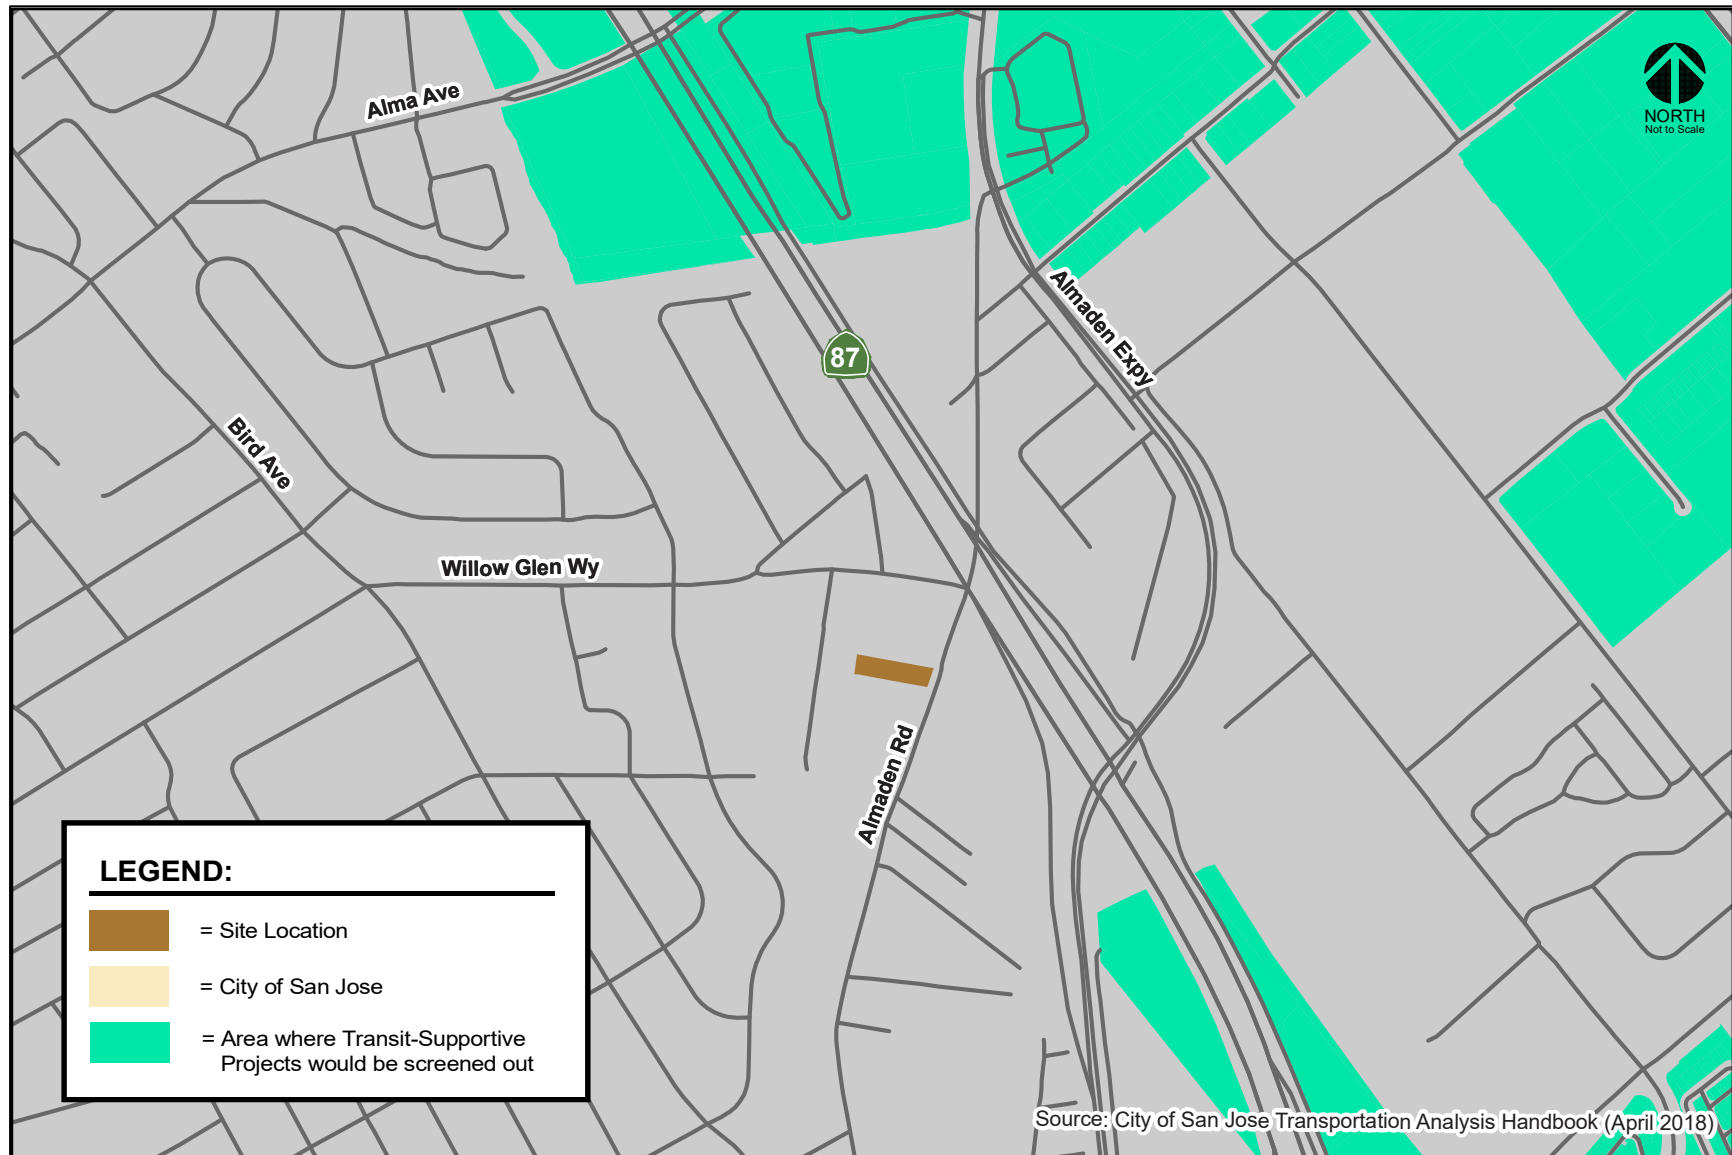 NORTH
Not to Scale
Alma Ave
Almaden Expy
87
Bird Ave
Willow Glen Wy
Almaden Rd
LEGEND:
= Site Location
= City of San Jose
= Area where Transit-Supportive
Projects would be screened out
Source: City of San Jose Transportation Analysis Handbook (April 2018)